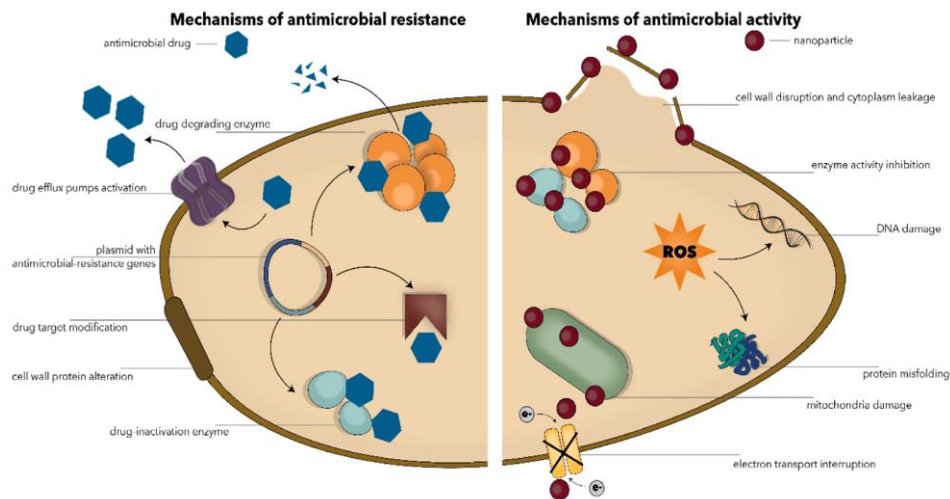 Mechanisms of antimicrobial resistance
antimicrobial drug
drug degrading enzyme
drug efflux pumps activation
plasmid with
antimicrobial-resistance genes
drug target modification
cell wall protein alteration
drug-inactivation enzyme
Mechanisms of antimicrobial activity
nanoparticle
cell wall disruption and cytoplasm leakage
enzyme activity inhibition
DNA damage
ROS
protein misfolding
mitochondria damage
e-
e-
electron transport interruption